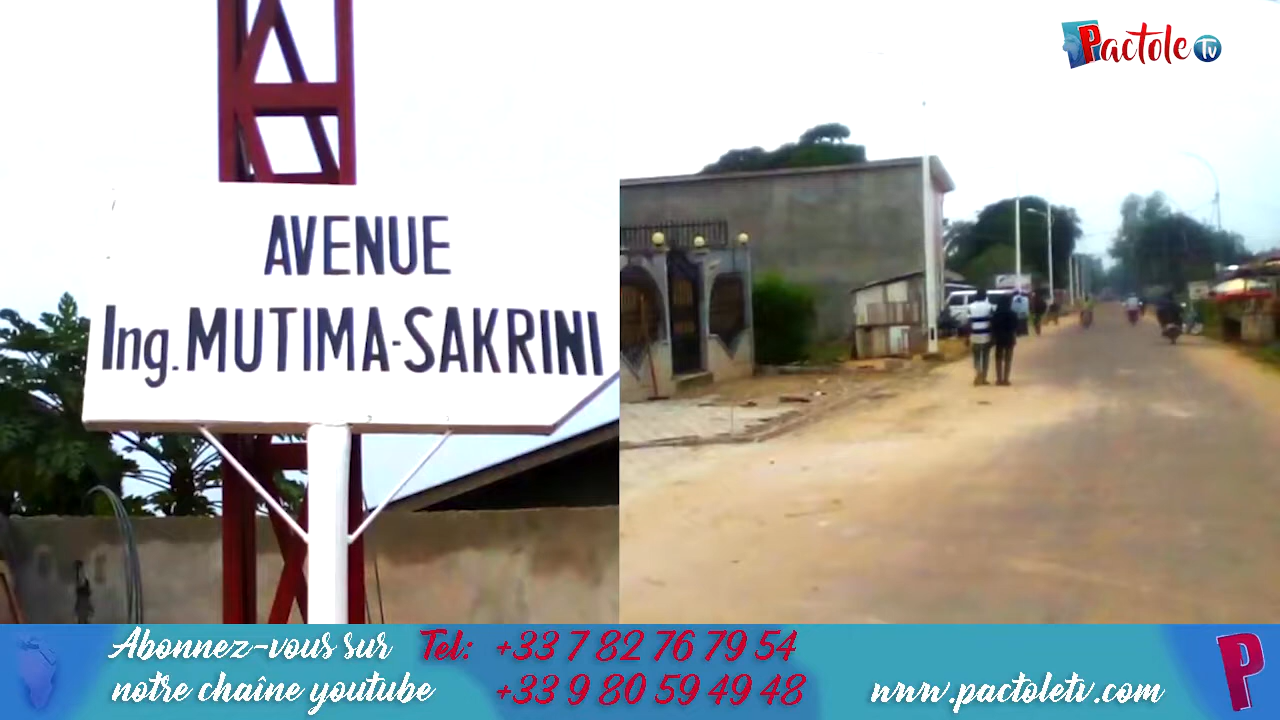 Pactole Tv
AVENUE
Ing. MUTIMA-SAKRINI
Abonnez-vous sur
notre chaîne youtube
Tel: +33 7 82 76 79 54
+33 9 80 59 49 48
www.pactoletv.com
P